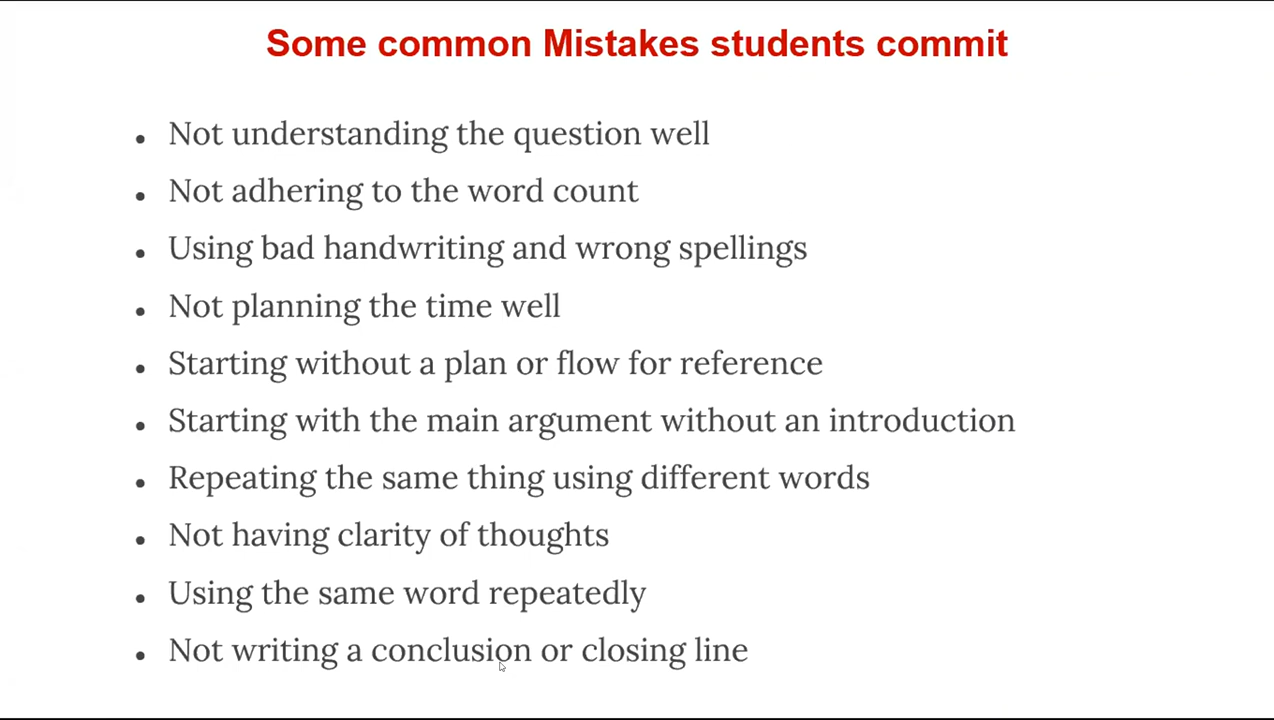 Some common Mistakes students commit
• Not understanding the question well
• Not adhering to the word count
• Using bad handwriting and wrong spellings
• Not planning the time well
• Starting without a plan or flow for reference
• Starting with the main argument without an introduction
• Repeating the same thing using different words
• Not having clarity of thoughts
• Using the same word repeatedly
• Not writing a conclusion or closing line